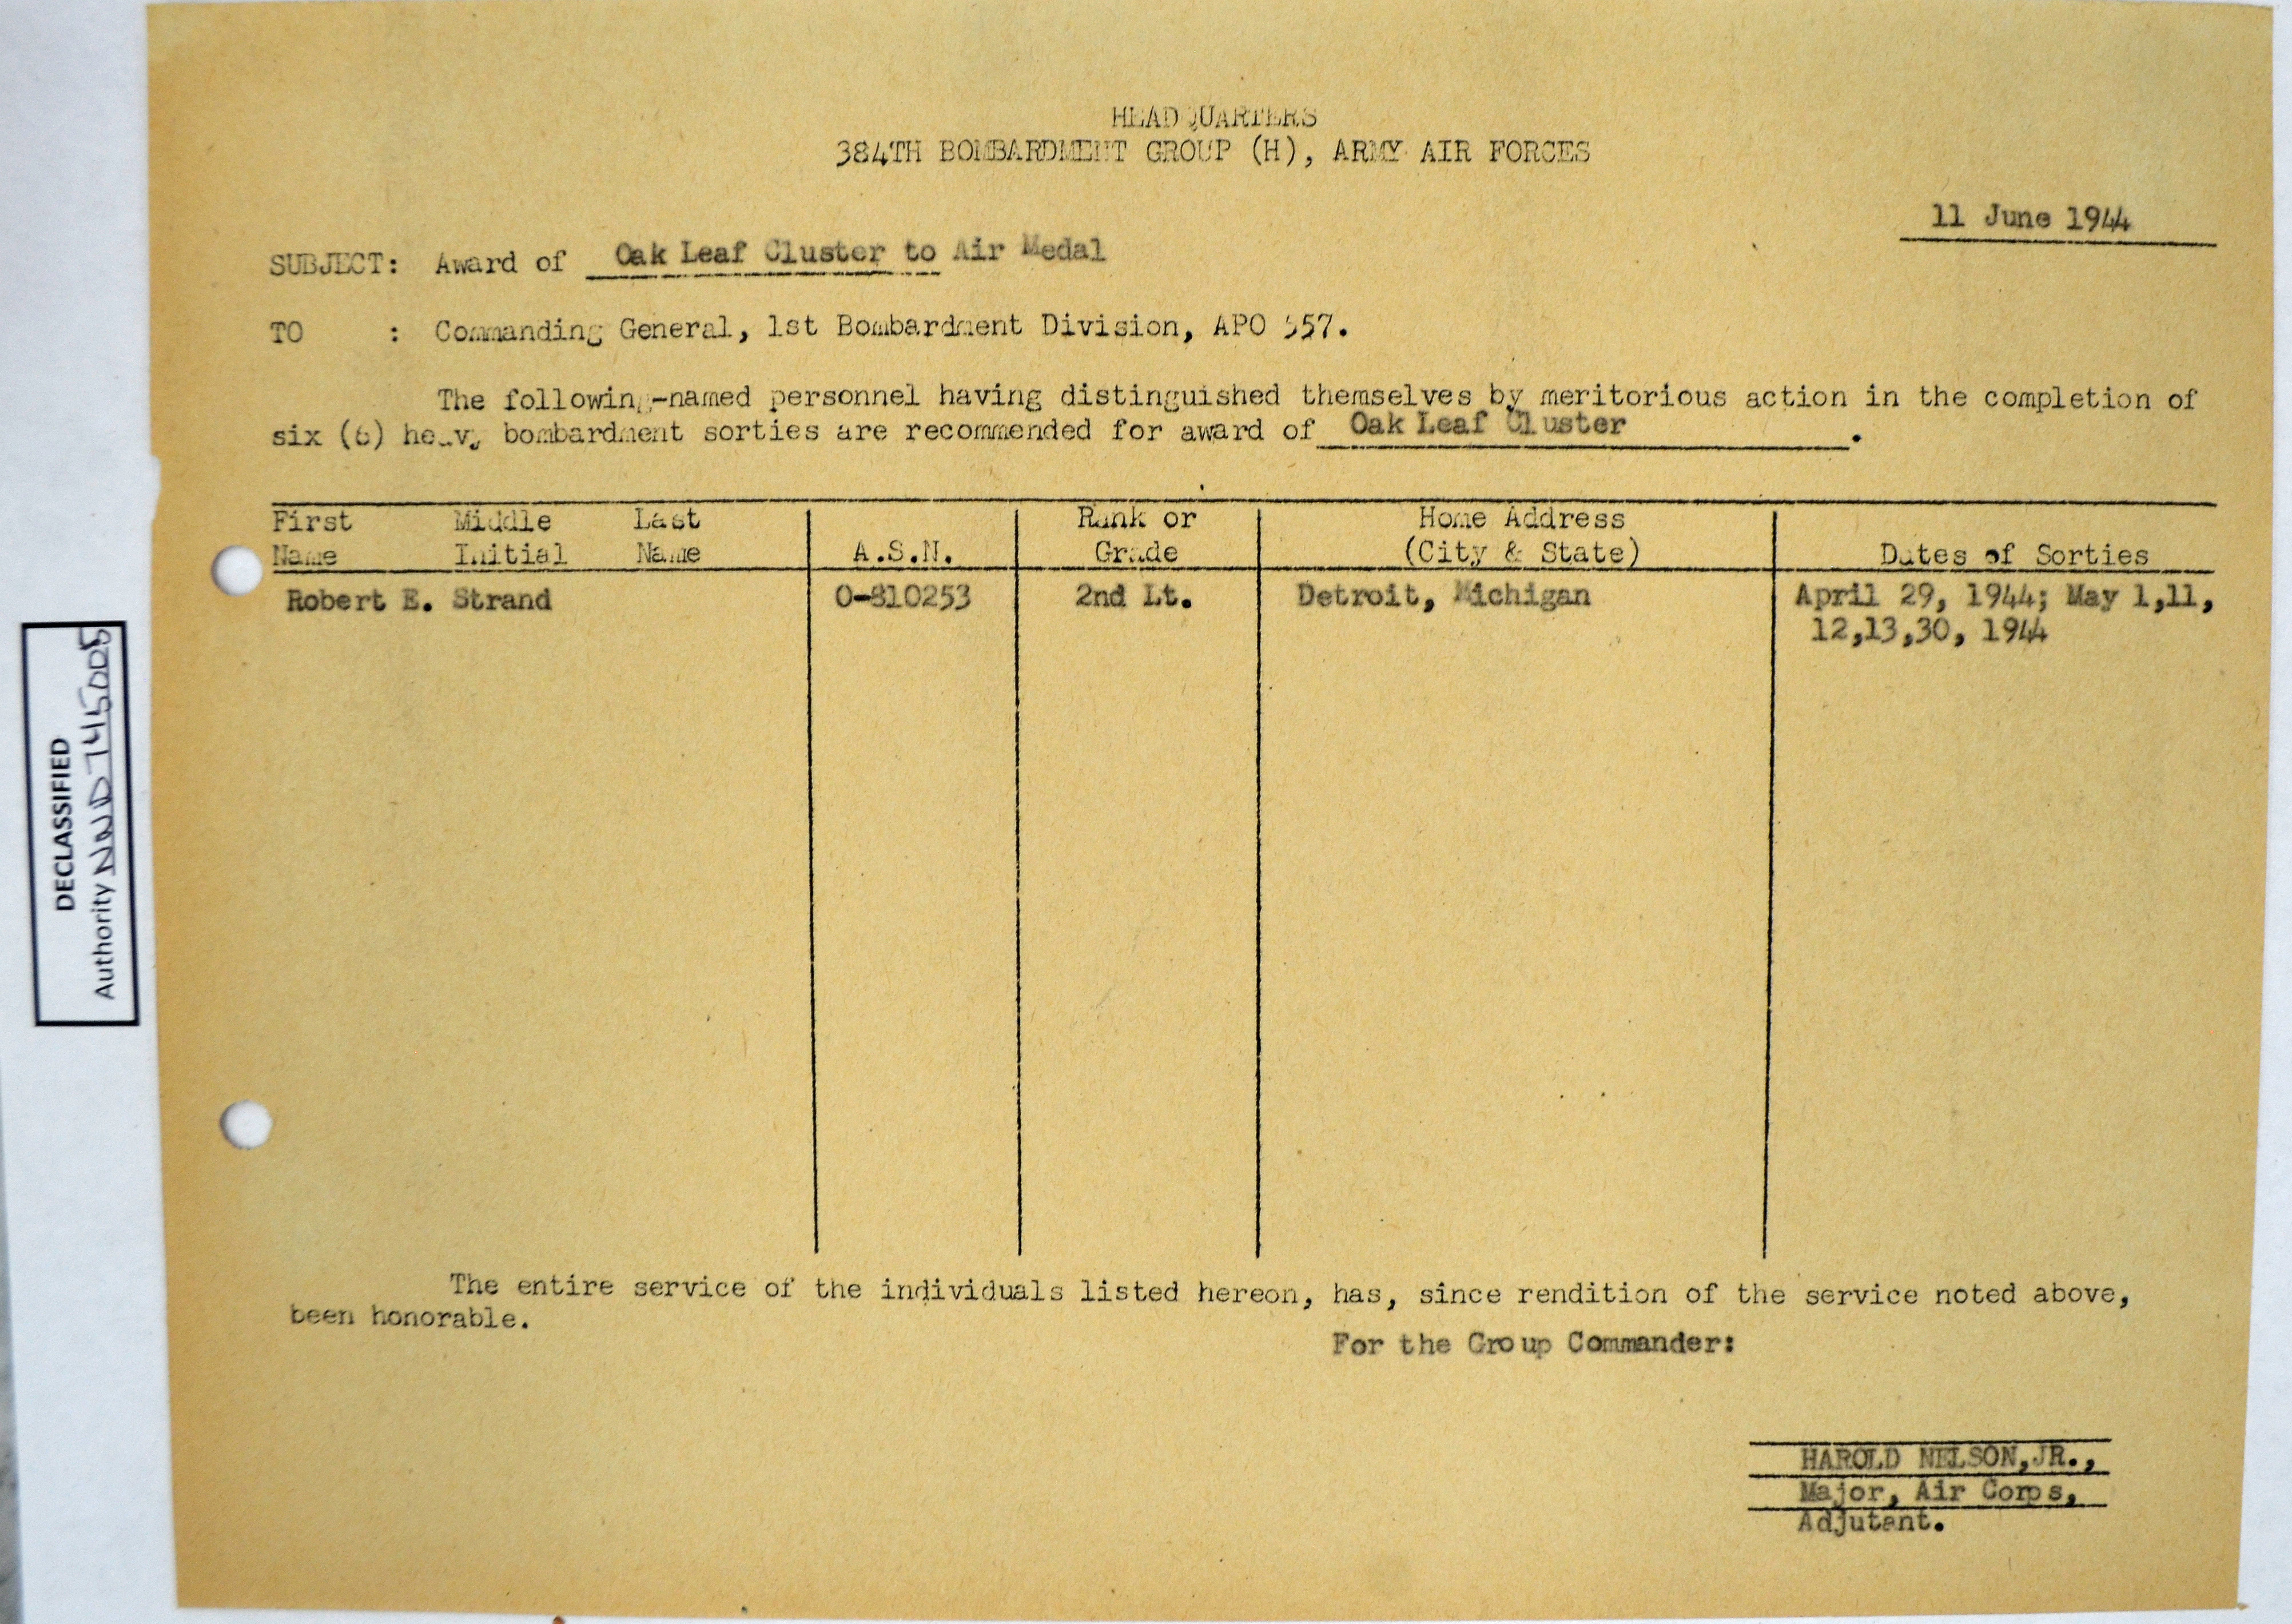 HEADQUARTERS
384TH BOMBARDMENT GROUP (H), ARMY AIR FORCES
11 June 1944
SUBJECT: Award of Oak Leaf Cluster to Air Medal
TO : Commanding General, 1st Bombardment Division, APO 557.
The following-named personnel having distinguished themselves by meritorious action in the completion of
six (6) heavy bombardment sorties are recommended for award of Oak Leaf Cluster .
First Middle Last Rank or Home Address
Name Initial Name A.S.N. Grade (City & State) Dates of Sorties
Robert E. Strand O-810253 2nd Lt. Detroit, Michigan April 29, 1944; May 1,11,
12,13,30, 1944
The entire service of the individuals listed hereon, has, since rendition of the service noted above,
been honorable.
For the Group Commander:
HAROLD NELSON,JR.,
Major, Air Corps,
Adjutant.
DECLASSIFIED
Authority NND 745005